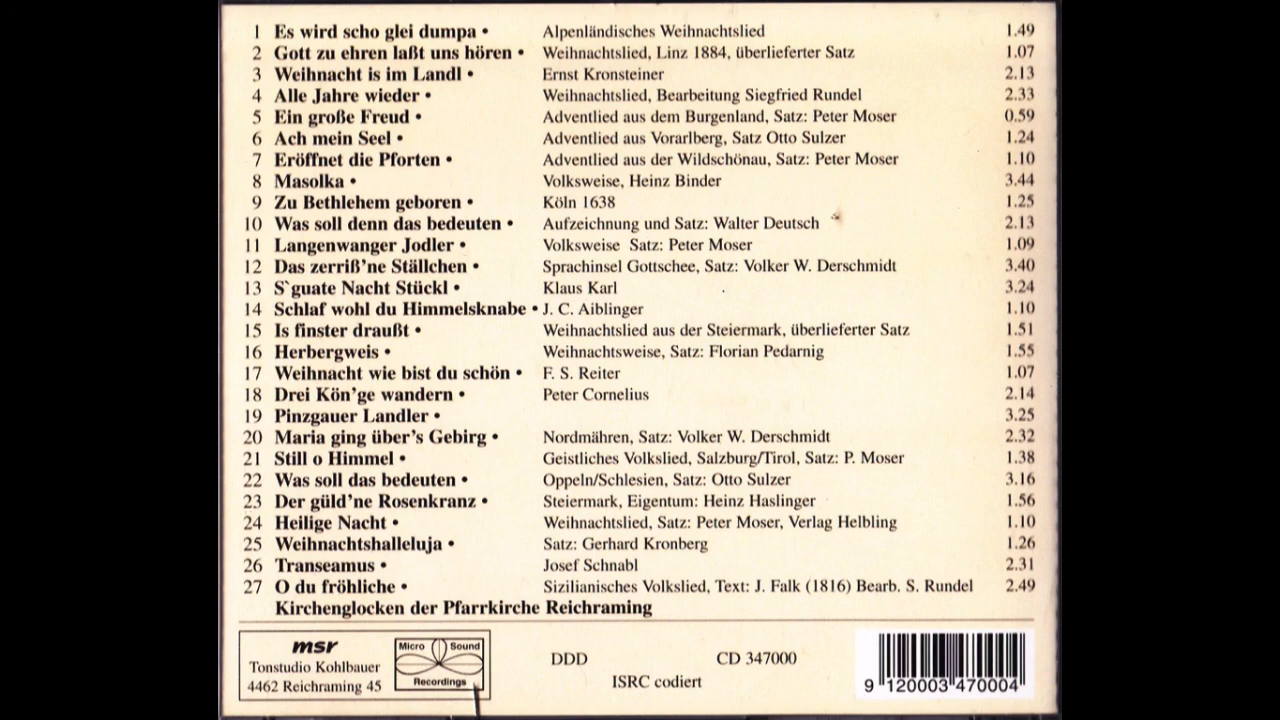 1 Es wird scho glei dumpa • Alpenländisches Weihnachtslied 1.49
2 Gott zu ehren laßt uns hören • Weihnachtslied, Linz 1884, überlieferter Satz 1.07
3 Weihnacht is im Landl • Ernst Kronsteiner 2.13
4 Alle Jahre wieder • Weihnachtslied, Bearbeitung Siegfried Rundel 2.33
5 Ein große Freud • Adventlied aus dem Burgenland, Satz: Peter Moser 0.59
6 Ach mein Seel • Adventlied aus Vorarlberg, Satz Otto Sulzer 1.24
7 Eröffnet die Pforten • Adventlied aus der Wildschönau, Satz: Peter Moser 1.10
8 Masolka • Volksweise, Heinz Binder 3.44
9 Zu Bethlehem geboren • Köln 1638 1.25
10 Was soll denn das bedeuten • Aufzeichnung und Satz: Walter Deutsch 2.13
11 Langenwanger Jodler • Volksweise Satz: Peter Moser 1.09
12 Das zerriß'ne Ställchen • Sprachinsel Gottschee, Satz: Volker W. Derschmidt 3.40
13 S`guate Nacht Stückl • Klaus Karl 3.24
14 Schlaf wohl du Himmelsknabe • J. C. Aiblinger 1.10
15 Is finster draußt • Weihnachtslied aus der Steiermark, überlieferter Satz 1.51
16 Herbergweis • Weihnachtsweise, Satz: Florian Pedarnig 1.55
17 Weihnacht wie bist du schön • F. S. Reiter 1.07
18 Drei Kön'ge wandern • Peter Cornelius 2.14
19 Pinzgauer Landler • 3.25
20 Maria ging über's Gebirg • Nordmähren, Satz: Volker W. Derschmidt 2.32
21 Still o Himmel • Geistliches Volkslied, Salzburg/Tirol, Satz: P. Moser 1.38
22 Was soll das bedeuten • Oppeln/Schlesien, Satz: Otto Sulzer 3.16
23 Der güld'ne Rosenkranz • Steiermark, Eigentum: Heinz Haslinger 1.56
24 Heilige Nacht • Weihnachtslied, Satz: Peter Moser, Verlag Helbling 1.10
25 Weihnachtshalleluja • Satz: Gerhard Kronberg 1.26
26 Transeamus • Josef Schnabl 2.31
27 O du fröhliche • Sizilianisches Volkslied, Text: J. Falk (1816) Bearb. S. Rundel 2.49
Kirchenglocken der Pfarrkirche Reichraming
msr
Tonstudio Kohlbauer
4462 Reichraming 45
Micro Sound
Recordings
DDD CD 347000
ISRC codiert
9 120003 470004